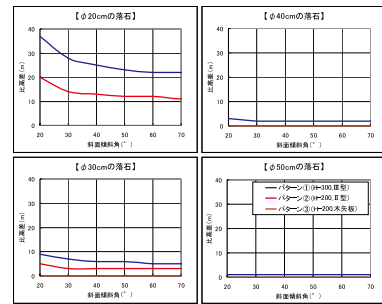 【φ20cmの落石】
比高差(m)
40
30
20
10
0
20 30 40 50 60 70
斜面傾斜角(°)
【φ40cmの落石】
比高差(m)
40
30
20
10
0
20 30 40 50 60 70
斜面傾斜角(°)
【φ30cmの落石】
比高差(m)
40
30
20
10
0
20 30 40 50 60 70
斜面傾斜角(°)
【φ50cmの落石】
比高差(m)
40
30
20
10
0
パターン①(H-300,Ⅲ型)
パターン②(H-200,Ⅱ型)
パターン③(H-200,木矢板)
20 30 40 50 60 70
斜面傾斜角(°)